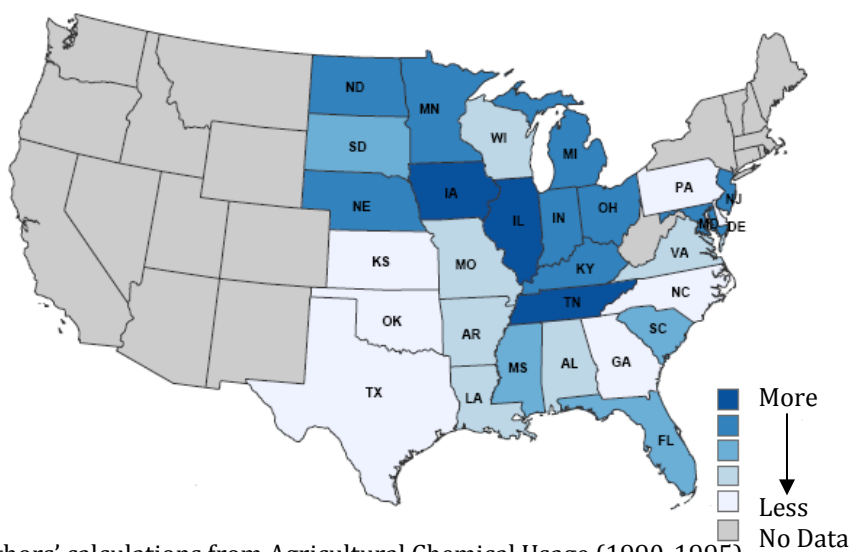 ND
MN
SD
WI
MI
IA
NE
IL
IN
OH
PA
NJ
MD
DE
KS
MO
KY
VA
OK
AR
TN
NC
TX
LA
MS
AL
GA
SC
FL
More
Less
No Data
hors' calculations from Agricultural Chemical Usage (1990-1995)